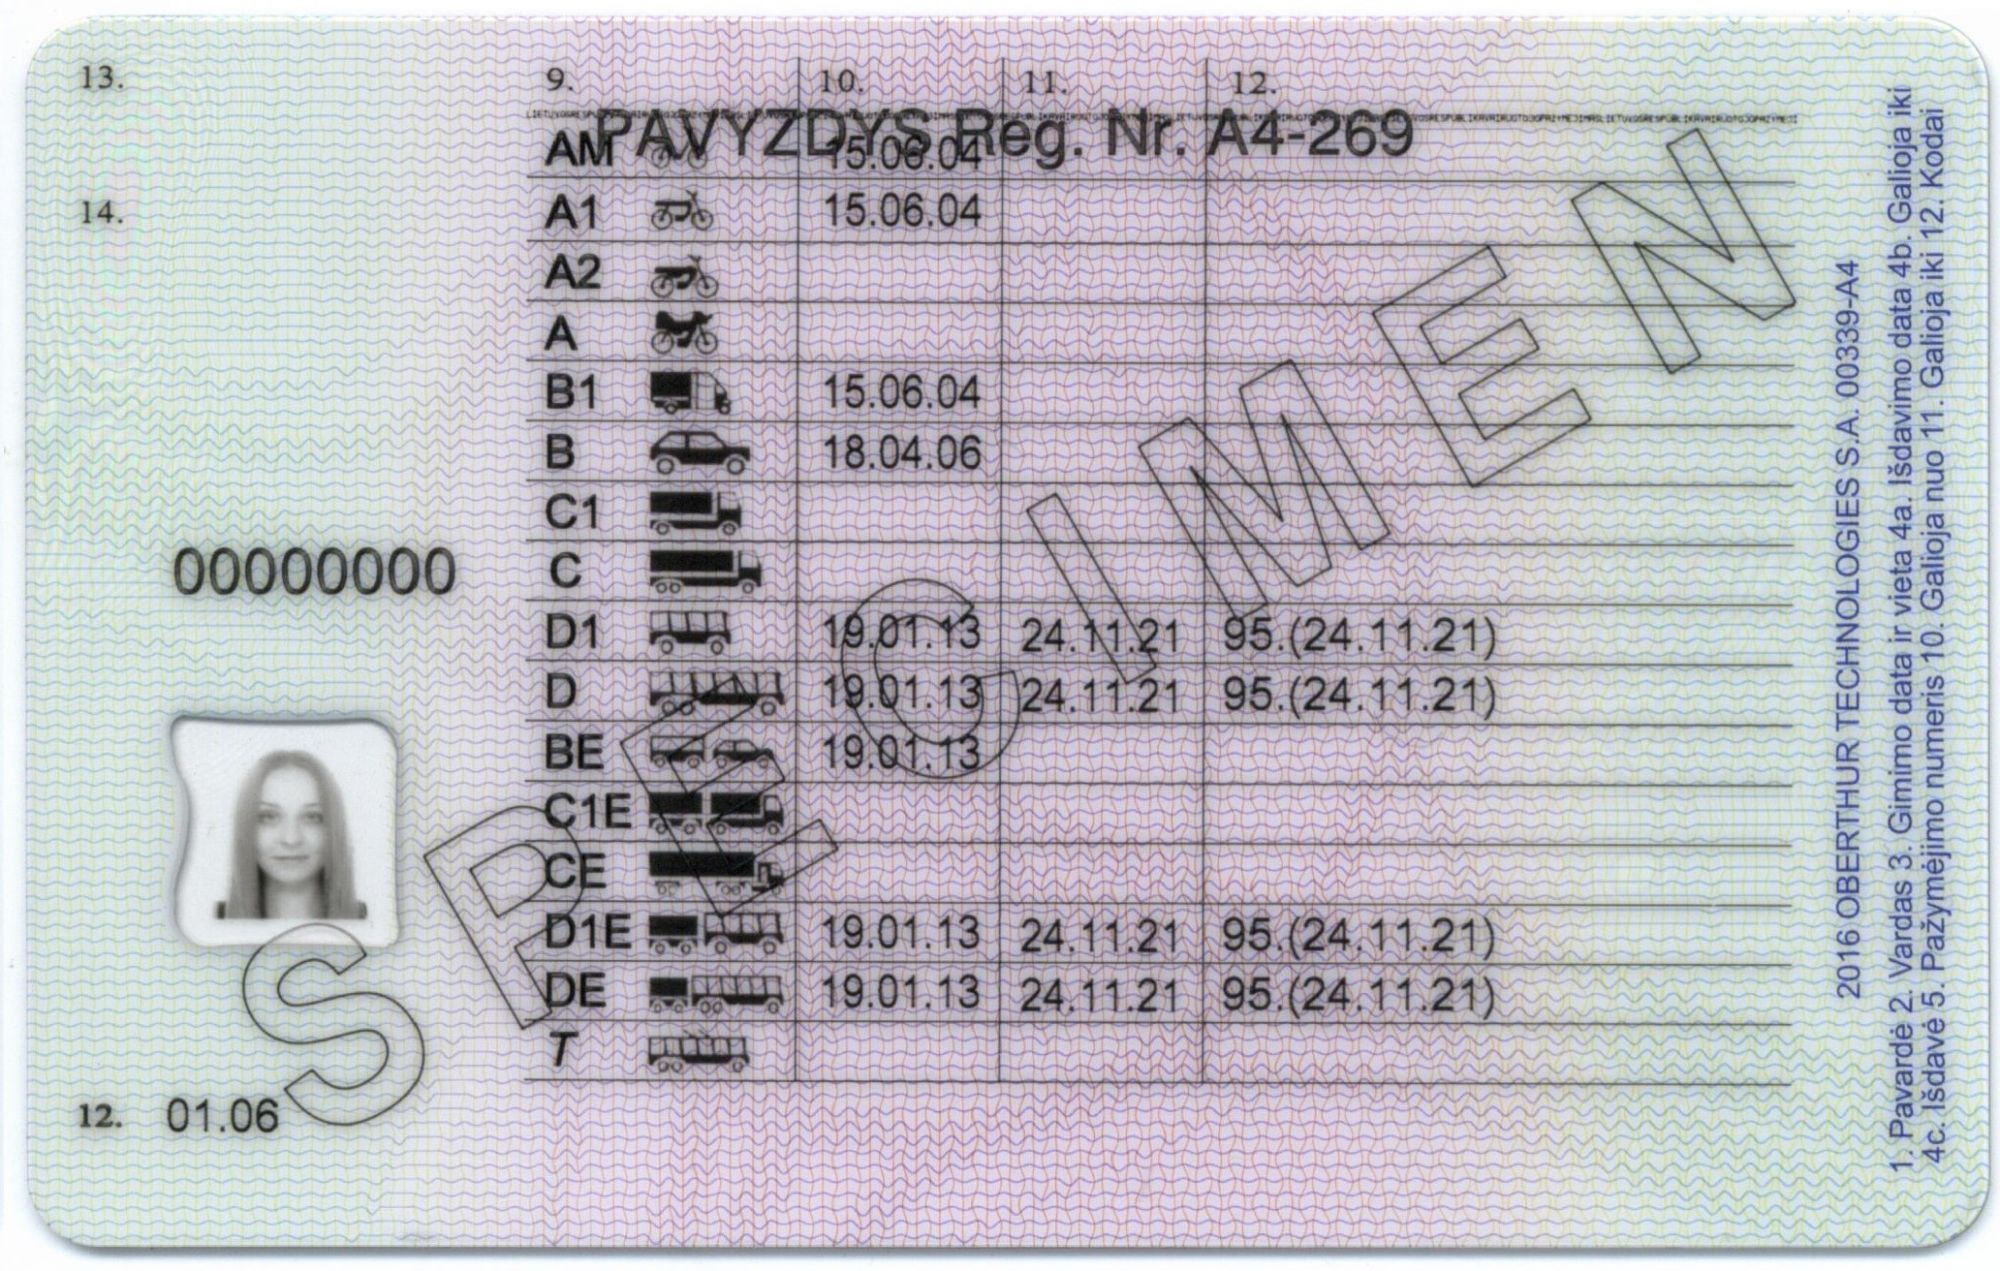 13.
9. 10. 11. 12.
PAVYZDYS Reg. Nr. A4-269
AM 15.06.04
14.
A1 15.06.04
A2
A
B1 15.06.04
B 18.04.06
C1
C
00000000
D1 19.01.13 24.11.21 95.(24.11.21)
D 19.01.13 24.11.21 95.(24.11.21)
BE 19.01.13
C1E
CE
D1E 19.01.13 24.11.21 95.(24.11.21)
DE 19.01.13 24.11.21 95.(24.11.21)
T
12. 01.06
SPECIMEN
2016 OBERTHUR TECHNOLOGIES S.A. 00339-A4
1. Pavardė 2. Vardas 3. Gimimo data ir vieta 4a. Išdavimo data 4b. Galioja iki
4c. Išdavė 5. Pažymėjimo numeris 10. Galioja nuo 11. Galioja iki 12. Kodai